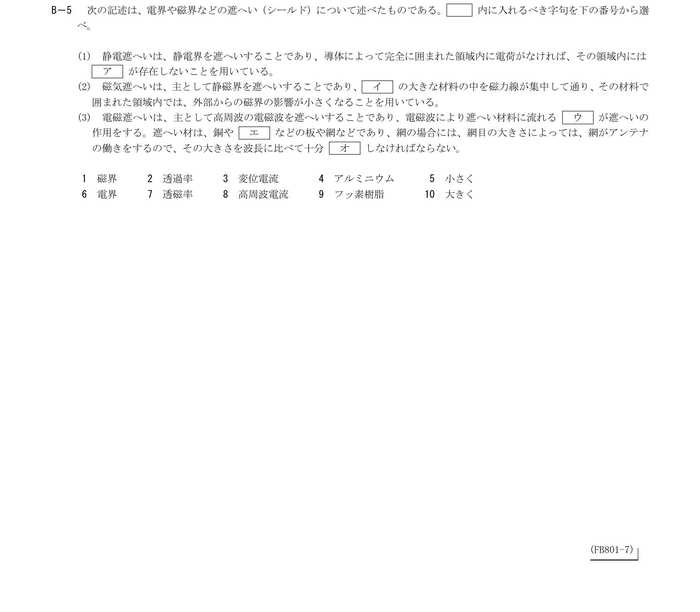 B－5　次の記述は、電界や磁界などの遮へい（シールド）について述べたものである。　　内に入れるべき字句を下の番号から選
べ。
(1)　静電遮へいは、静電界を遮へいすることであり、導体によって完全に囲まれた領域内に電荷がなければ、その領域内には
ア が存在しないことを用いている。
(2)　磁気遮へいは、主として静磁界を遮へいすることであり、 イ の大きな材料の中を磁力線が集中して通り、その材料で
囲まれた領域内では、外部からの磁界の影響が小さくなることを用いている。
(3)　電磁遮へいは、主として高周波の電磁波を遮へいすることであり、電磁波により遮へい材料に流れる ウ が遮へいの
作用をする。遮へい材は、銅や エ などの板や網などであり、網の場合には、網目の大きさによっては、網がアンテナ
の働きをするので、その大きさを波長に比べて十分 オ しなければならない。
1　磁界　2　透過率　3　変位電流　4　アルミニウム　5　小さく
6　電界　7　透磁率　8　高周波電流　9　フッ素樹脂　10　大きく
(FB801-7)